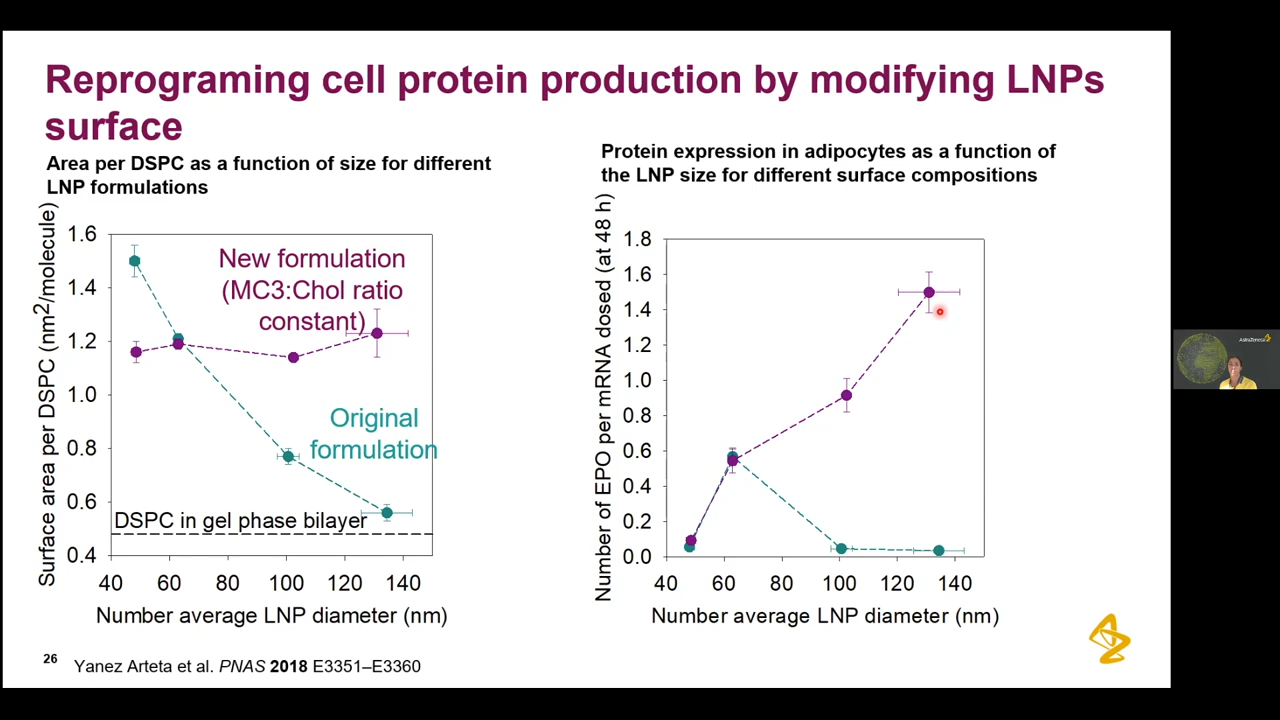 Reprograming cell protein production by modifying LNPs
surface
Area per DSPC as a function of size for different
LNP formulations
Surface area per DSPC (nm2/molecule)
1.6
1.4
1.2
1.0
0.8
0.6
0.4
New formulation
(MC3:Chol ratio
constant)
Original
formulation
DSPC in gel phase bilayer
40 60 80 100 120 140
Number average LNP diameter (nm)
Protein expression in adipocytes as a function of
the LNP size for different surface compositions
Number of EPO per mRNA dosed (at 48 h)
1.8
1.6
1.4
1.2
1.0
0.8
0.6
0.4
0.2
0.0
40 60 80 100 120 140
Number average LNP diameter (nm)
26 Yanez Arteta et al. PNAS 2018 E3351–E3360
AstraZeneca